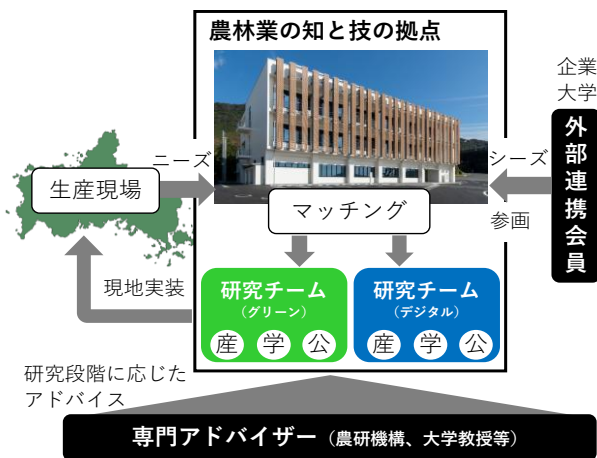 農林業の知と技の拠点
企業
大学
外部連携会員
ニーズ
シーズ
生産現場
マッチング
参画
現地実装
研究チーム
（グリーン）
産 学 公
研究チーム
（デジタル）
産 学 公
研究段階に応じた
アドバイス
専門アドバイザー（農研機構、大学教授等）